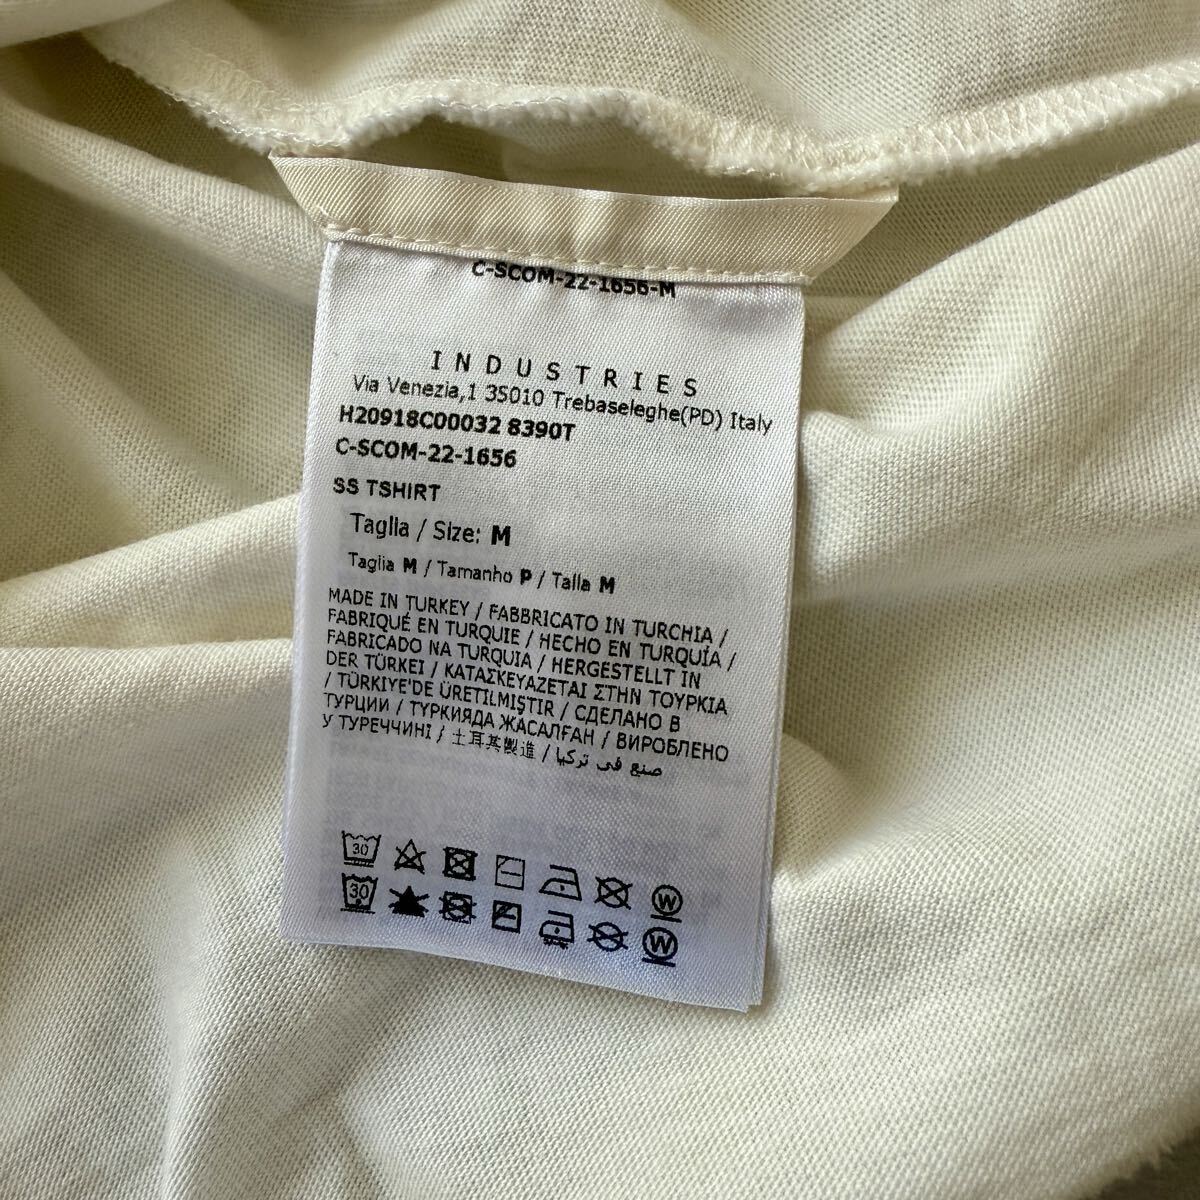 C-SCOM-22-1656-M
INDUSTRIES
Via Venezia,1 35010 Trebaseleghe(PD) Italy
H20918C00032 8390T
C-SCOM-22-1656
SS TSHIRT
Taglia / Size: M
Taglia M / Tamanho P / Talla M
MADE IN TURKEY / FABBRICATO IN TURCHIA /
FABRIQUÉ EN TURQUIE / HECHO EN TURQUÍA /
FABRICADO NA TURQUIA / HERGESTELLT IN
DER TÜRKEI / ΚΑΤΑΣΚΕΥΑΖΕΤΑΙ ΣΤΗΝ ΤΟΥΡΚΙΑ
/ TÜRKIYE'DE ÜRETILMIŞTIR / СДЕЛАНО В
ТУРЦИИ / ТҮРКИЯДА ЖАСАЛҒАН / ВИРОБЛЕНО
У ТУРЕЧЧИНІ / 土耳其製造 / صنع في تركيا
30 W
30 W